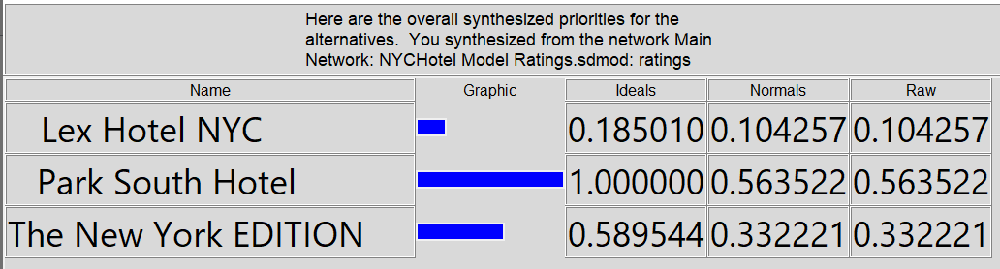 Here are the overall synthesized priorities for the
alternatives. You synthesized from the network Main
Network: NYCHotel Model Ratings.sdmod: ratings
Name Graphic Ideals Normals Raw
Lex Hotel NYC 0.185010 0.104257 0.104257
Park South Hotel 1.000000 0.563522 0.563522
The New York EDITION 0.589544 0.332221 0.332221